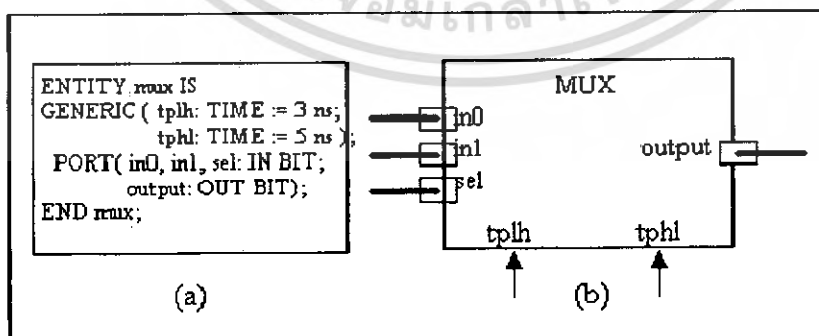 ENTITY mux IS
GENERIC ( tplh: TIME := 3 ns;
tphl: TIME := 5 ns );
PORT( in0, in1, sel: IN BIT;
output: OUT BIT);
END mux;
(a)
MUX
in0
in1
sel
output
tplh
tphl
(b)